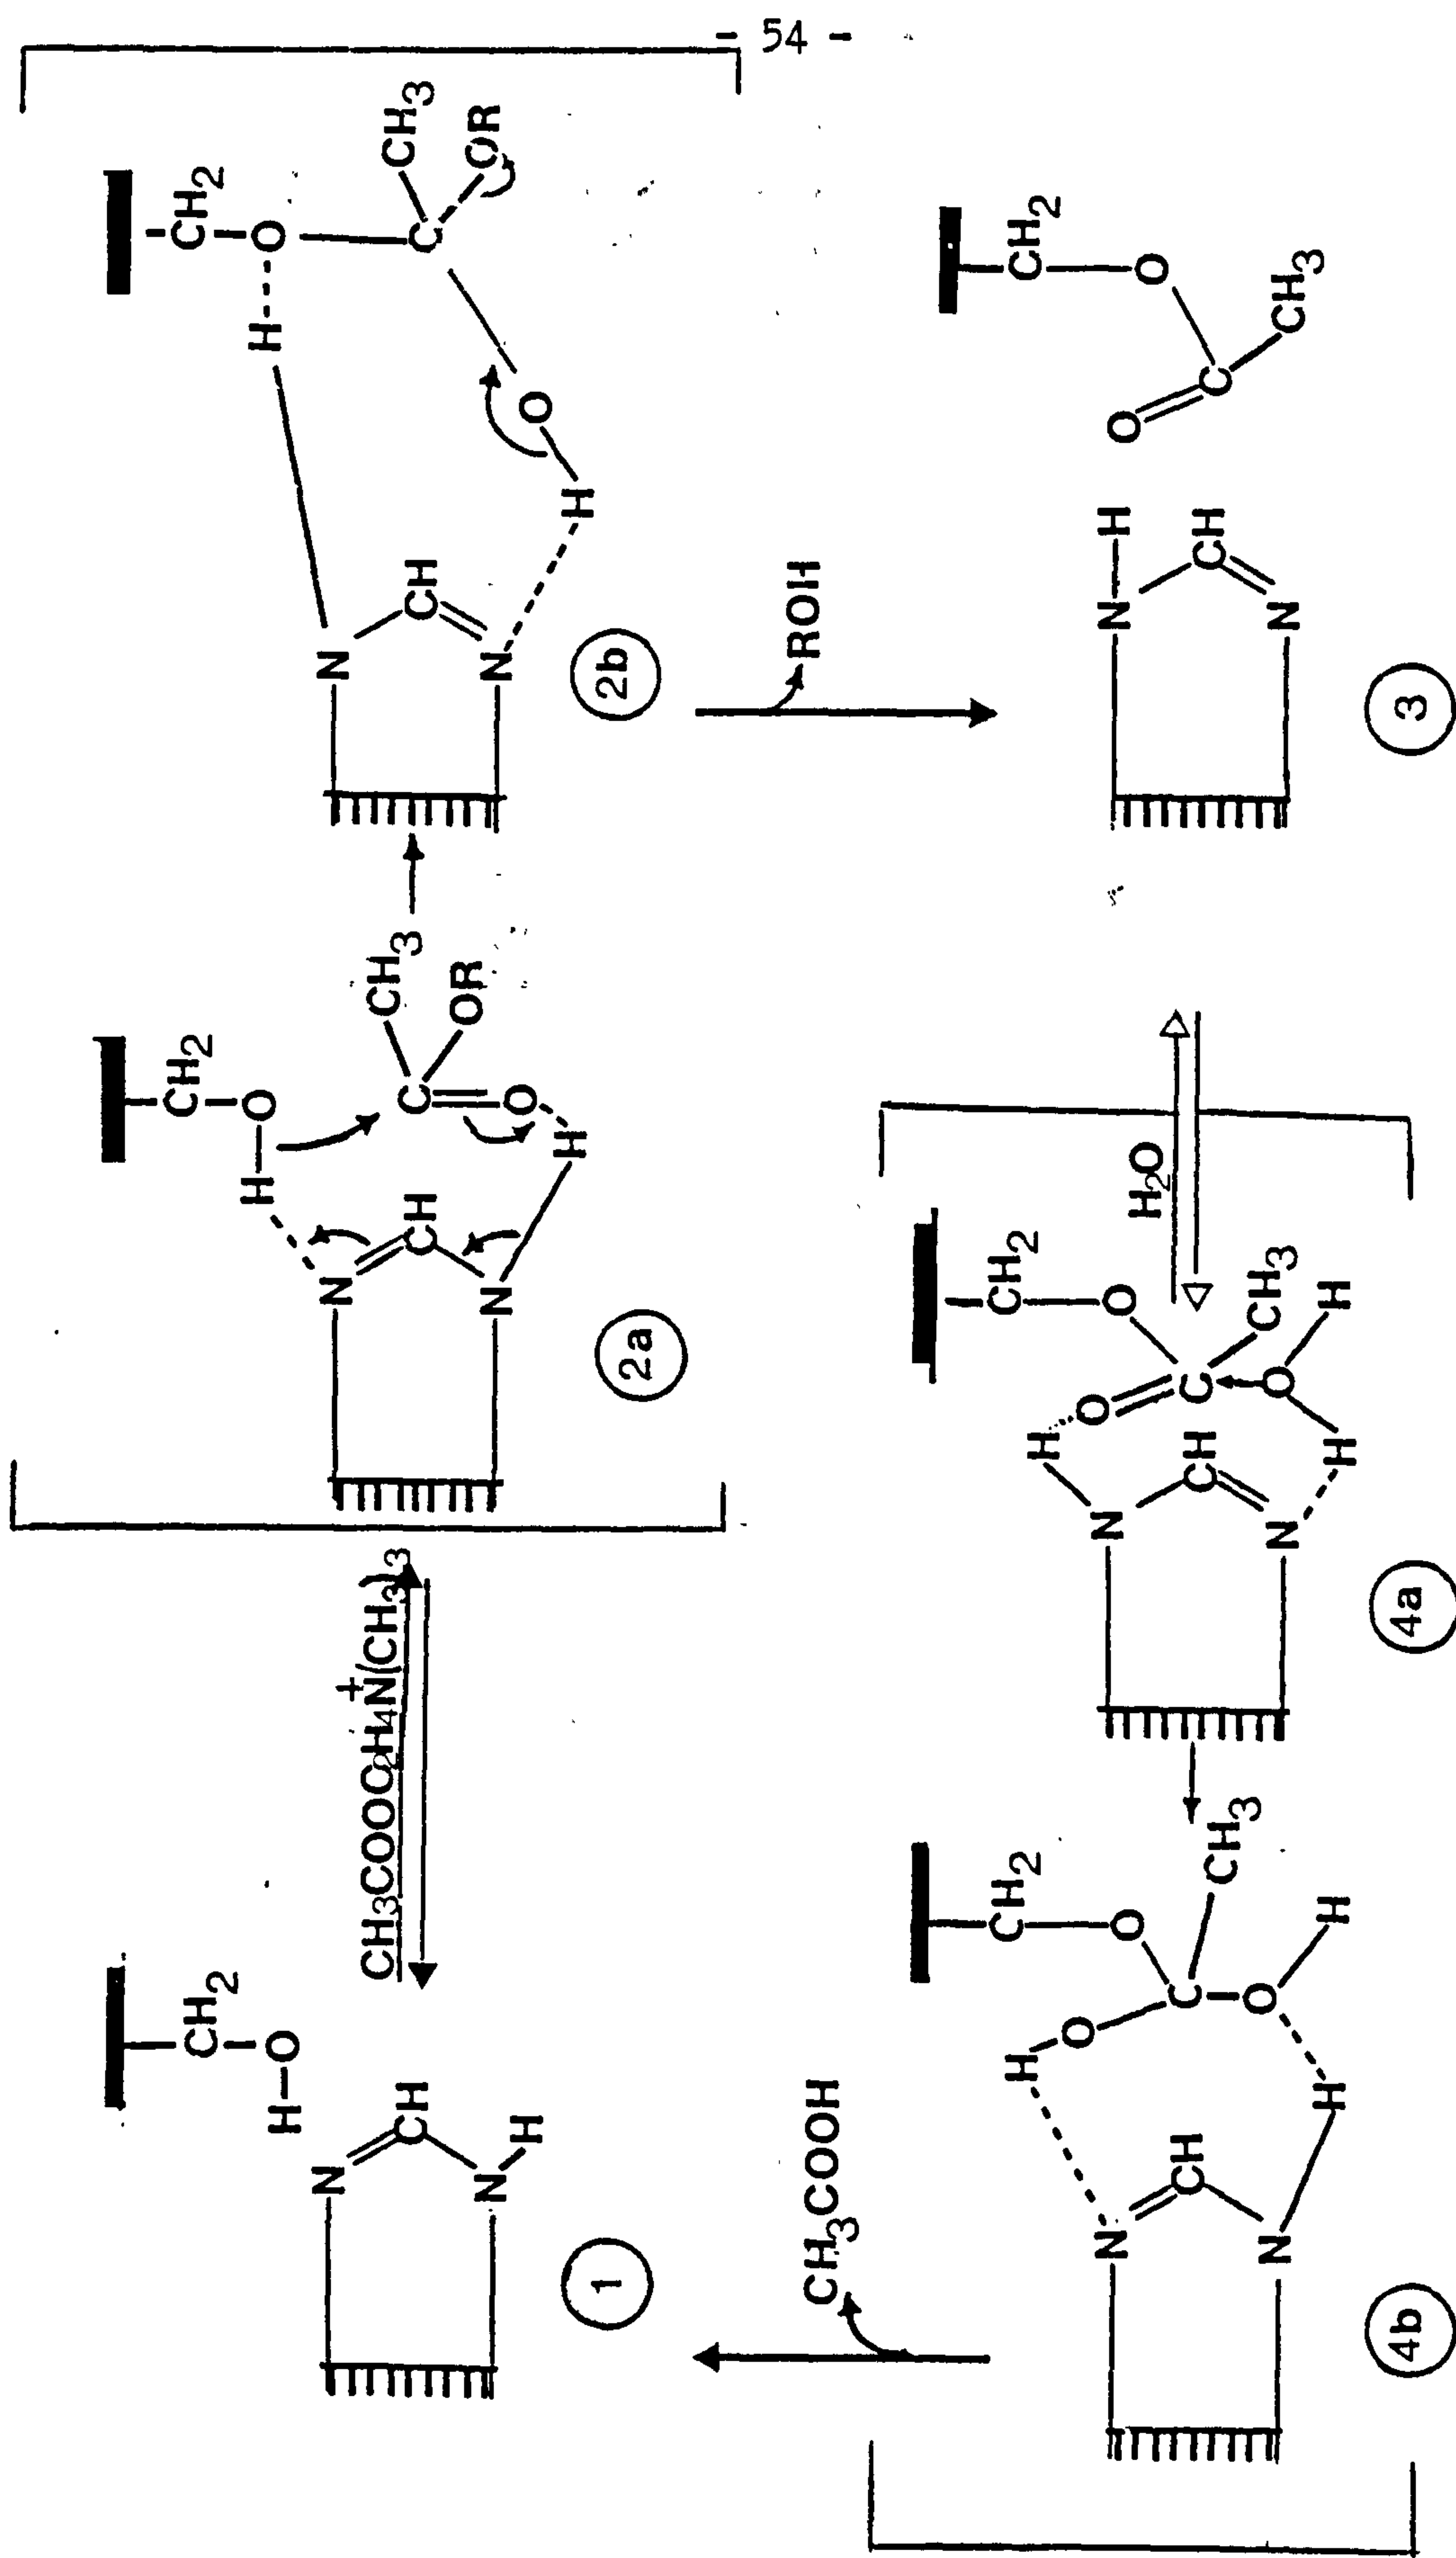 - 54 -
CH2
O
H
N
CH
N
H
1
CH3COOC2H4N+(CH3)3
CH2
O
H
N
CH
N
H
C
O
CH3
OR
2a
CH2
O
H
N
CH
N
H
O
C
CH3
OR
2b
ROH
CH2
O
C
O
CH3
N-H
CH
N
3
H2O
CH2
O
C
O
CH3
O
H
H
H
N
CH
N
4a
CH2
O
C
CH3
O
H
O
H
H
N
CH
N
4b
CH3COOH